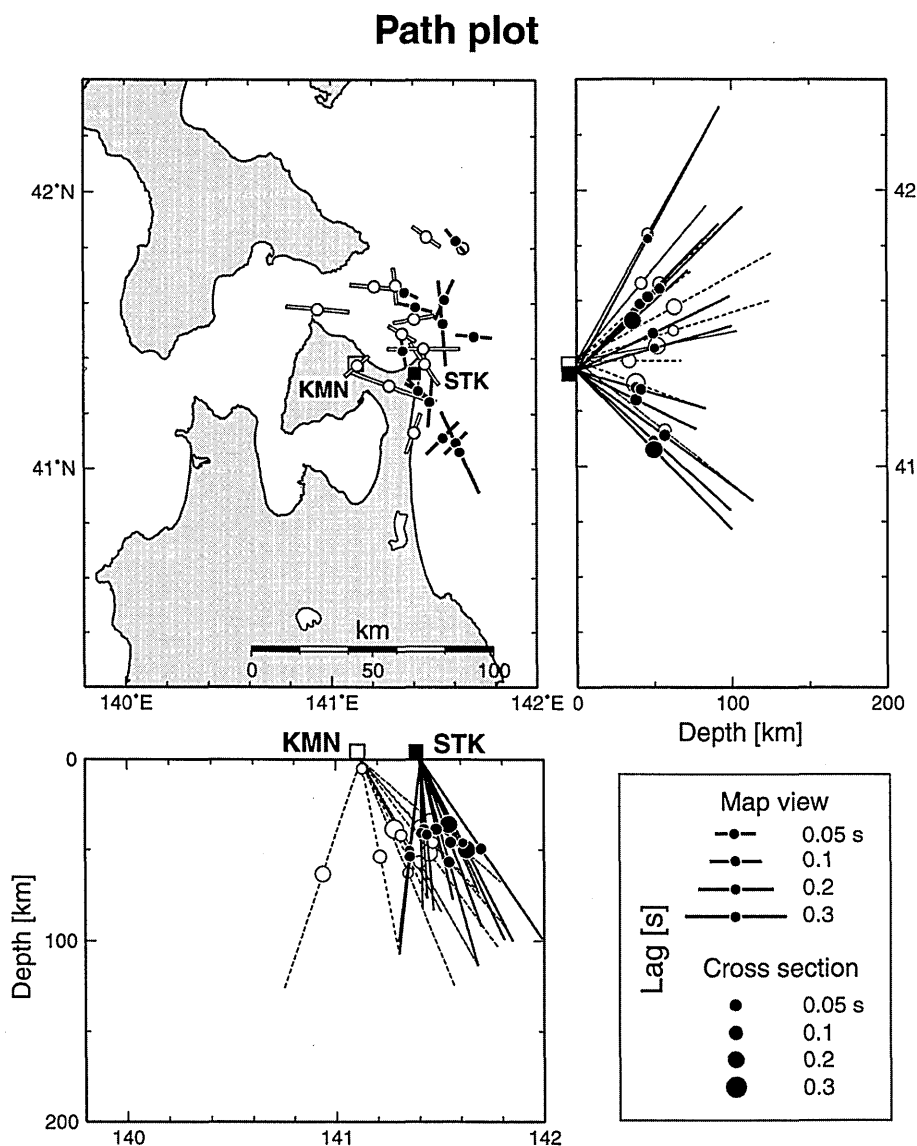 Path plot
42°N
41°N
KMN
STK
km
0 50 100
140°E 141°E 142°E
42
41
0 100 200
Depth [km]
KMN STK
0
100
200
Depth [km]
140 141 142
Map view
0.05 s
0.1
0.2
0.3
Lag [s]
Cross section
0.05 s
0.1
0.2
0.3